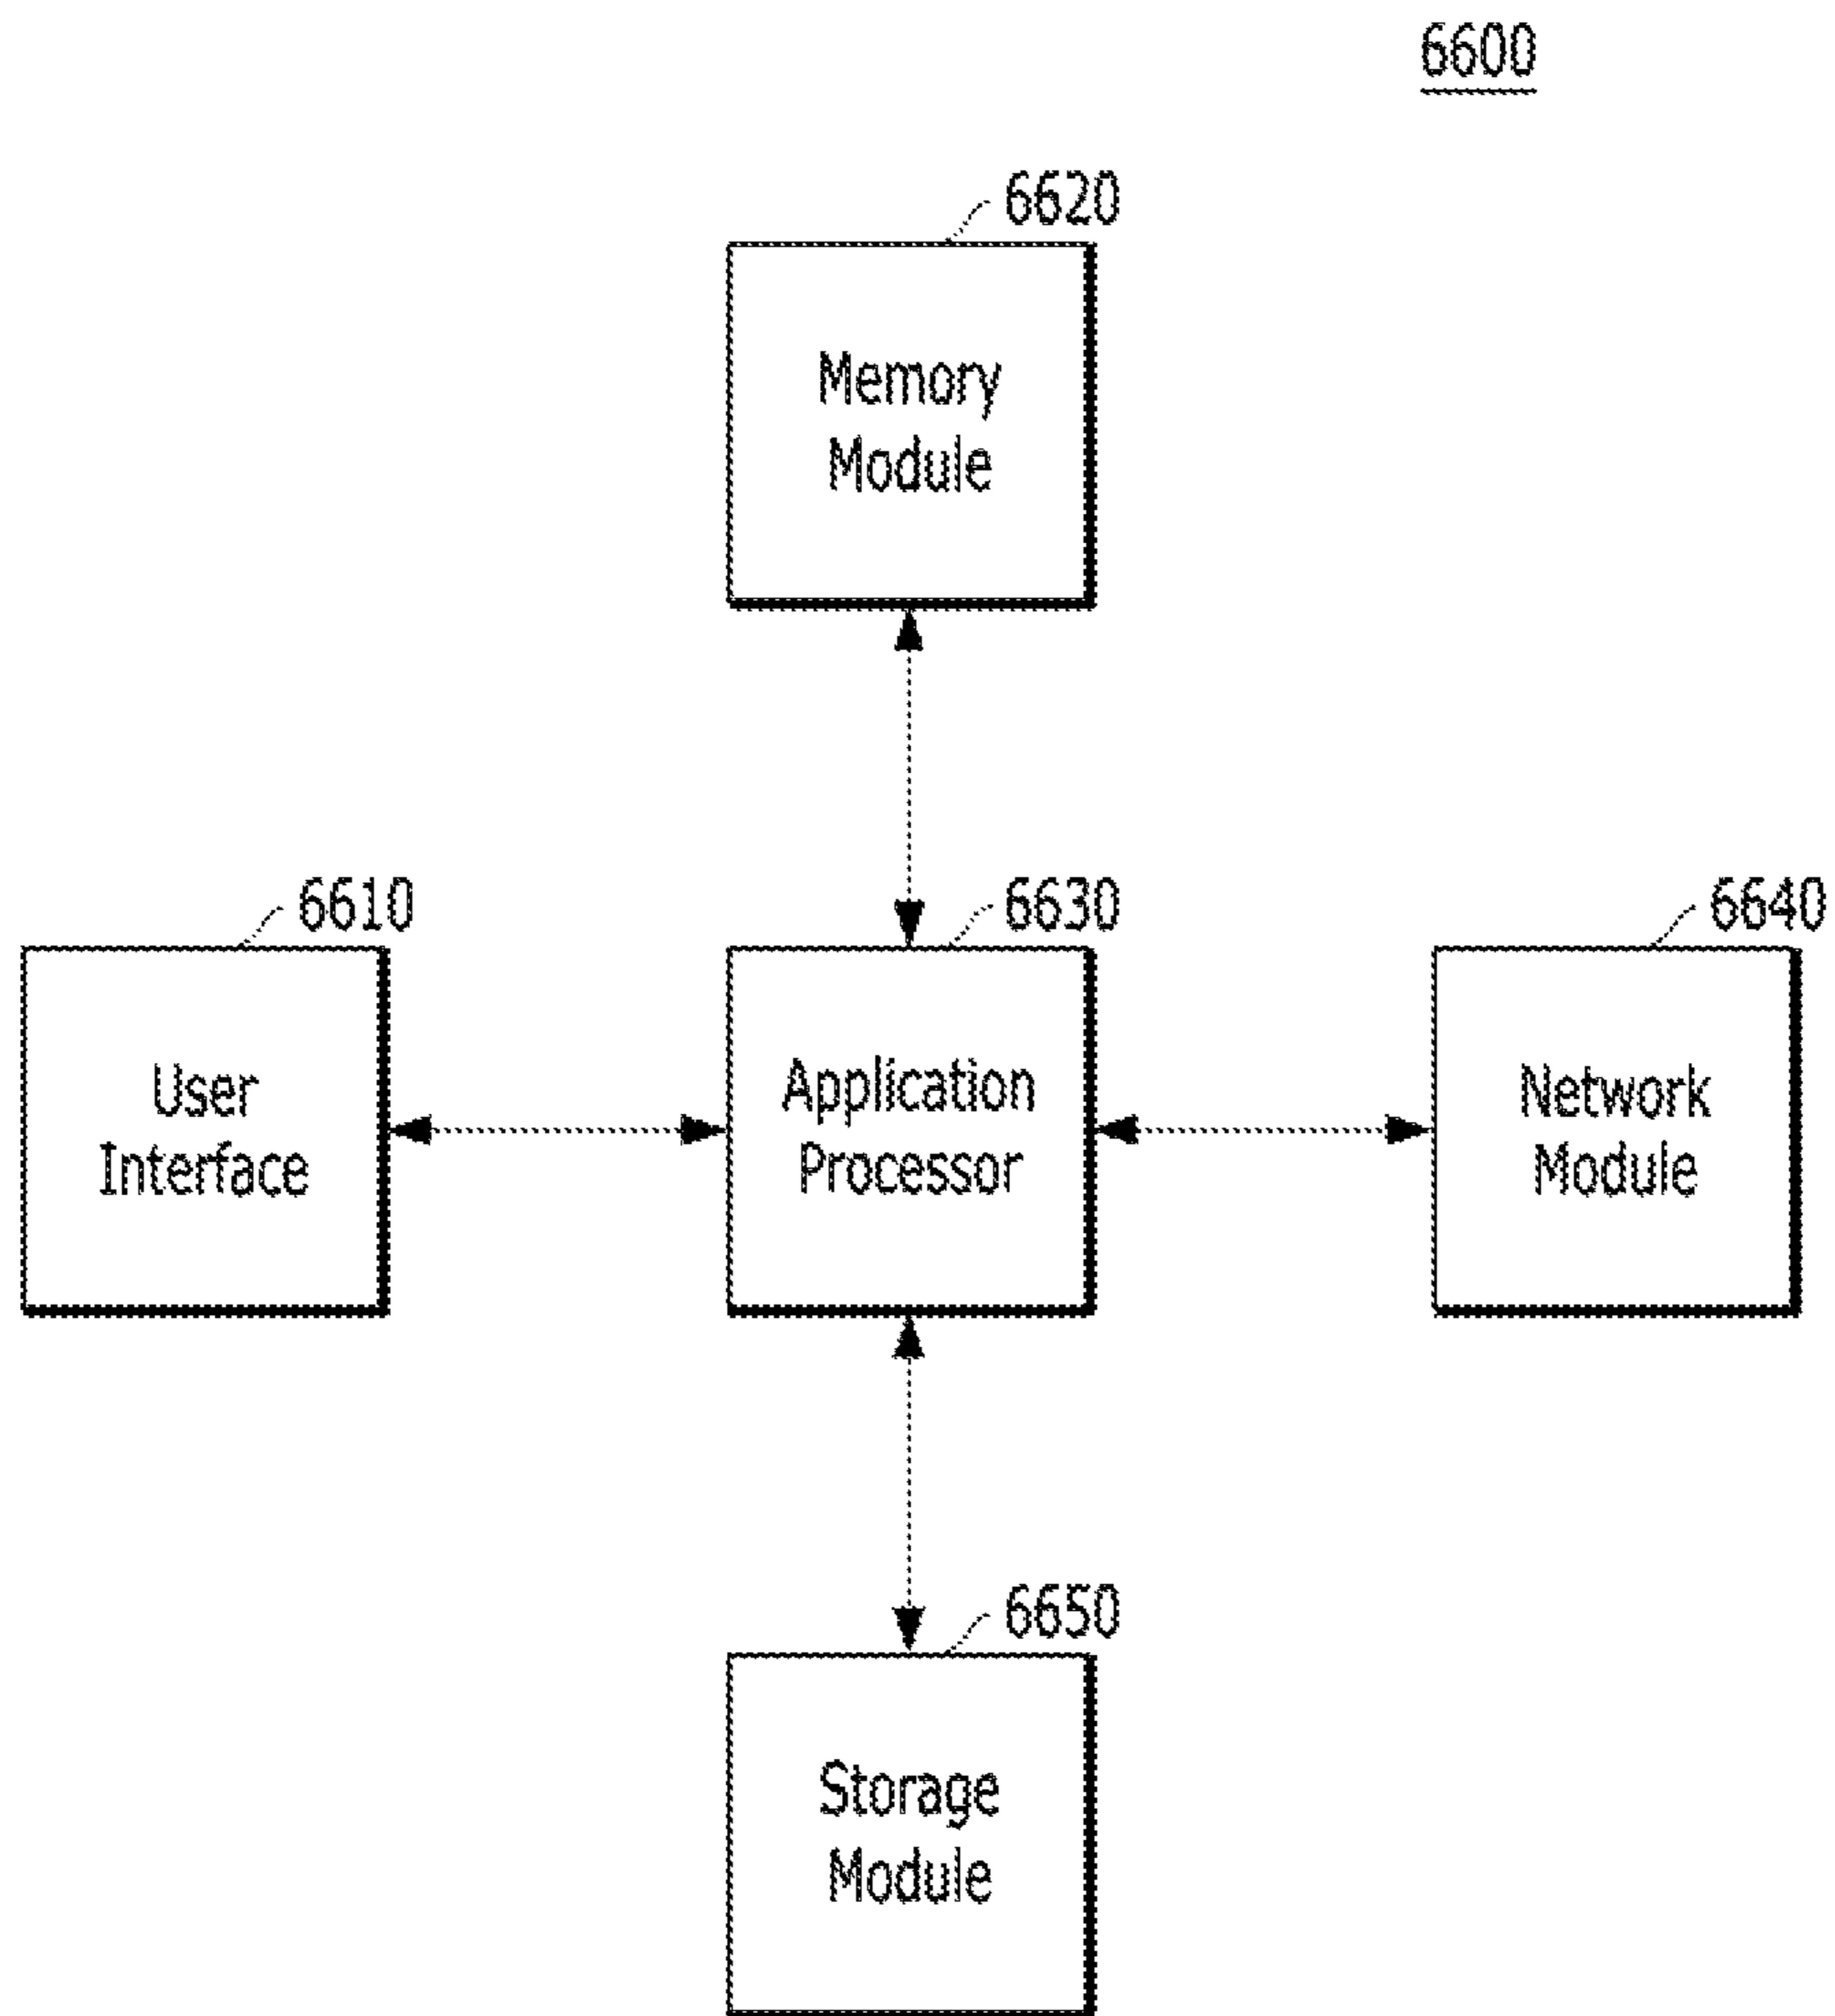 6600
6620
Memory
Module
6610
6630
6640
User
Interface
Application
Processor
Network
Module
6650
Storage
Module